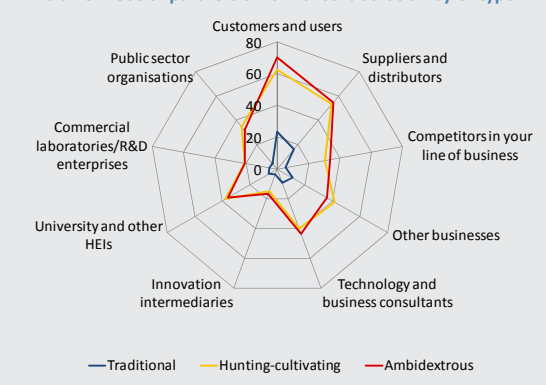 Customers and users
80
Public sector
organisations
Suppliers and
distributors
60
40
Commercial
laboratories/R&D
enterprises
Competitors in your
line of business
20
0
University and other
HEIs
Other businesses
Innovation
intermediaries
Technology and
business consultants
Traditional
Hunting-cultivating
Ambidextrous